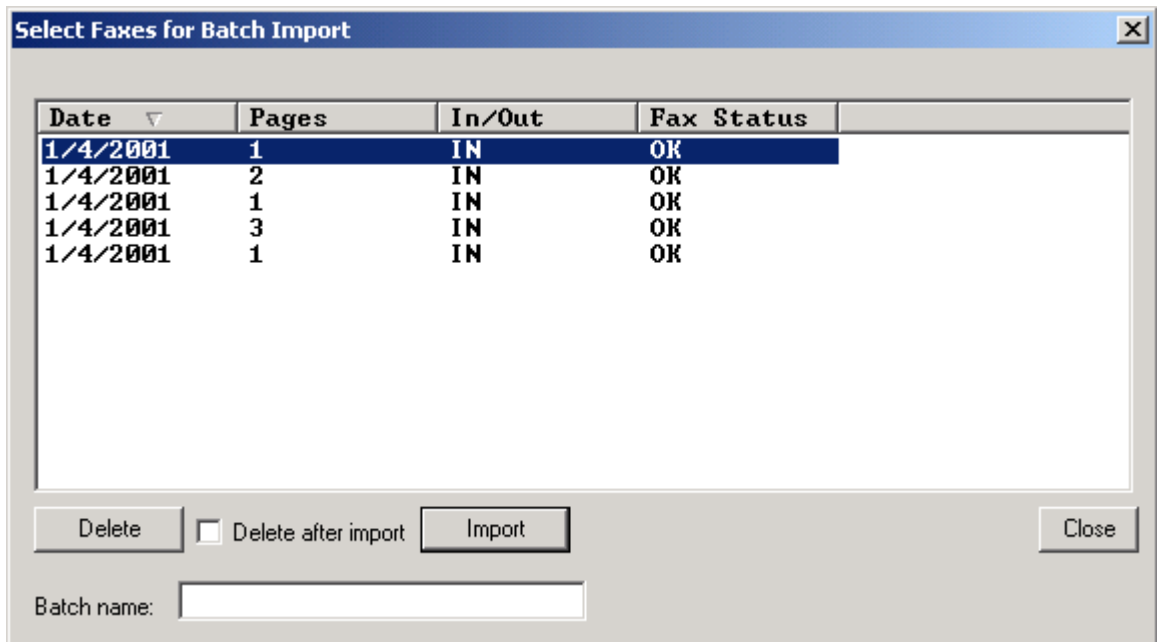 Select Faxes for Batch Import
Date Pages In/Out Fax Status
1/4/2001 1 IN OK
1/4/2001 2 IN OK
1/4/2001 1 IN OK
1/4/2001 3 IN OK
1/4/2001 1 IN OK
Delete Delete after import Import Close
Batch name: